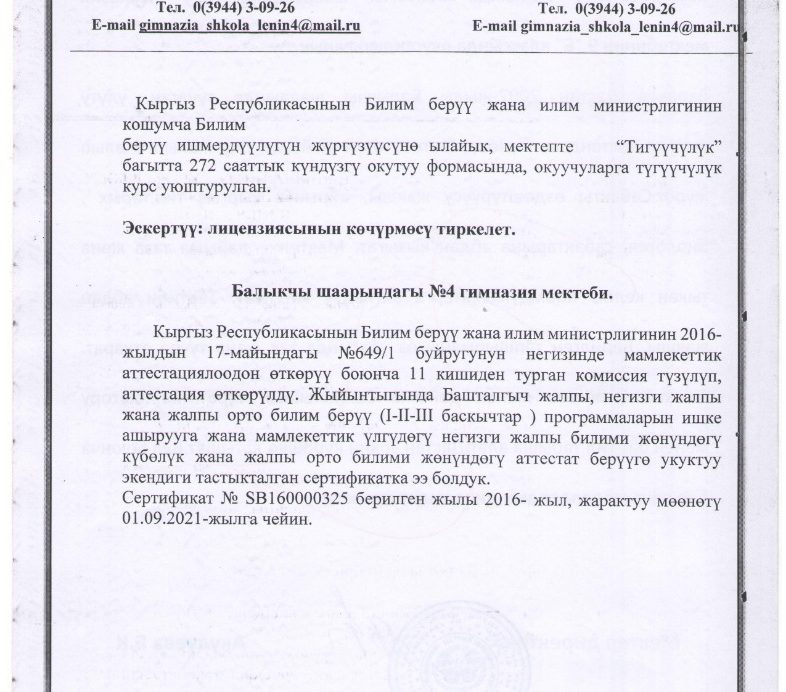 Тел.  0(3944) 3-09-26
Тел.  0(3944) 3-09-26
E-mail gimnazia_shkola_lenin4@mail.ru
E-mail gimnazia_shkola_lenin4@mail.ru
Кыргыз Республикасынын Билим берүү жана илим министрлигинин
кошумча Билим
берүү ишмердүүлүгүн жүргүзүүсүнө ылайык, мектепте “Тигүүчүлүк”
багытта 272 сааттык күндүзгү окутуу формасында, окуучуларга түгүүчүлүк
курс уюштурулган.
Эскертүү: лицензиясынын көчүрмөсү тиркелет.
Балыкчы шаарындагы №4 гимназия мектеби.
Кыргыз Республикасынын Билим берүү жана илим министрлигинин 2016-
жылдын 17-майындагы №649/1 буйругунун негизинде мамлекеттик
аттестациялоодон өткөрүү боюнча 11 кишиден турган комиссия түзүлүп,
аттестация өткөрүлдү. Жыйынтыгында Башталгыч жалпы, негизги жалпы
жана жалпы орто билим берүү (I-II-III баскычтар ) программаларын ишке
ашырууга жана мамлекеттик үлгүдөгү негизги жалпы билими жөнүндөгү
күбөлүк жана жалпы орто билими жөнүндөгү аттестат берүүгө укуктуу
экендиги тастыкталган сертификатка ээ болдук.
Сертификат № SB160000325 берилген жылы 2016- жыл, жарактуу мөөнөтү
01.09.2021-жылга чейин.